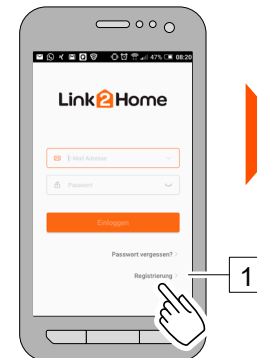 47% 08:20
Link2Home
E-Mail Adresse
Passwort
Einloggen
Passwort vergessen? >
Registrierung >
1